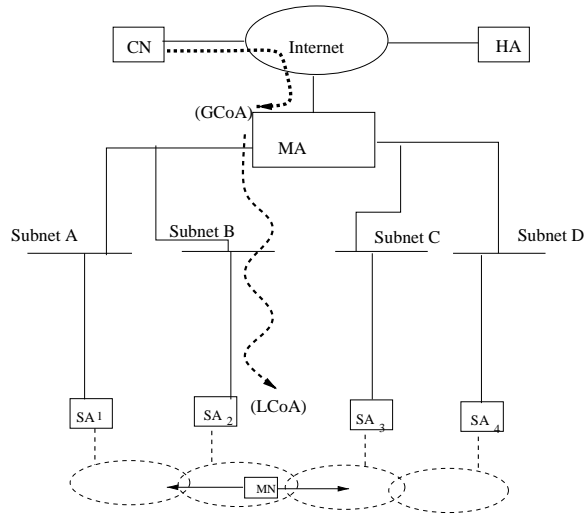 CN
Internet
HA
(GCoA)
MA
Subnet A
Subnet B
Subnet C
Subnet D
SA 1
SA 2
SA 3
SA 4
(LCoA)
MN